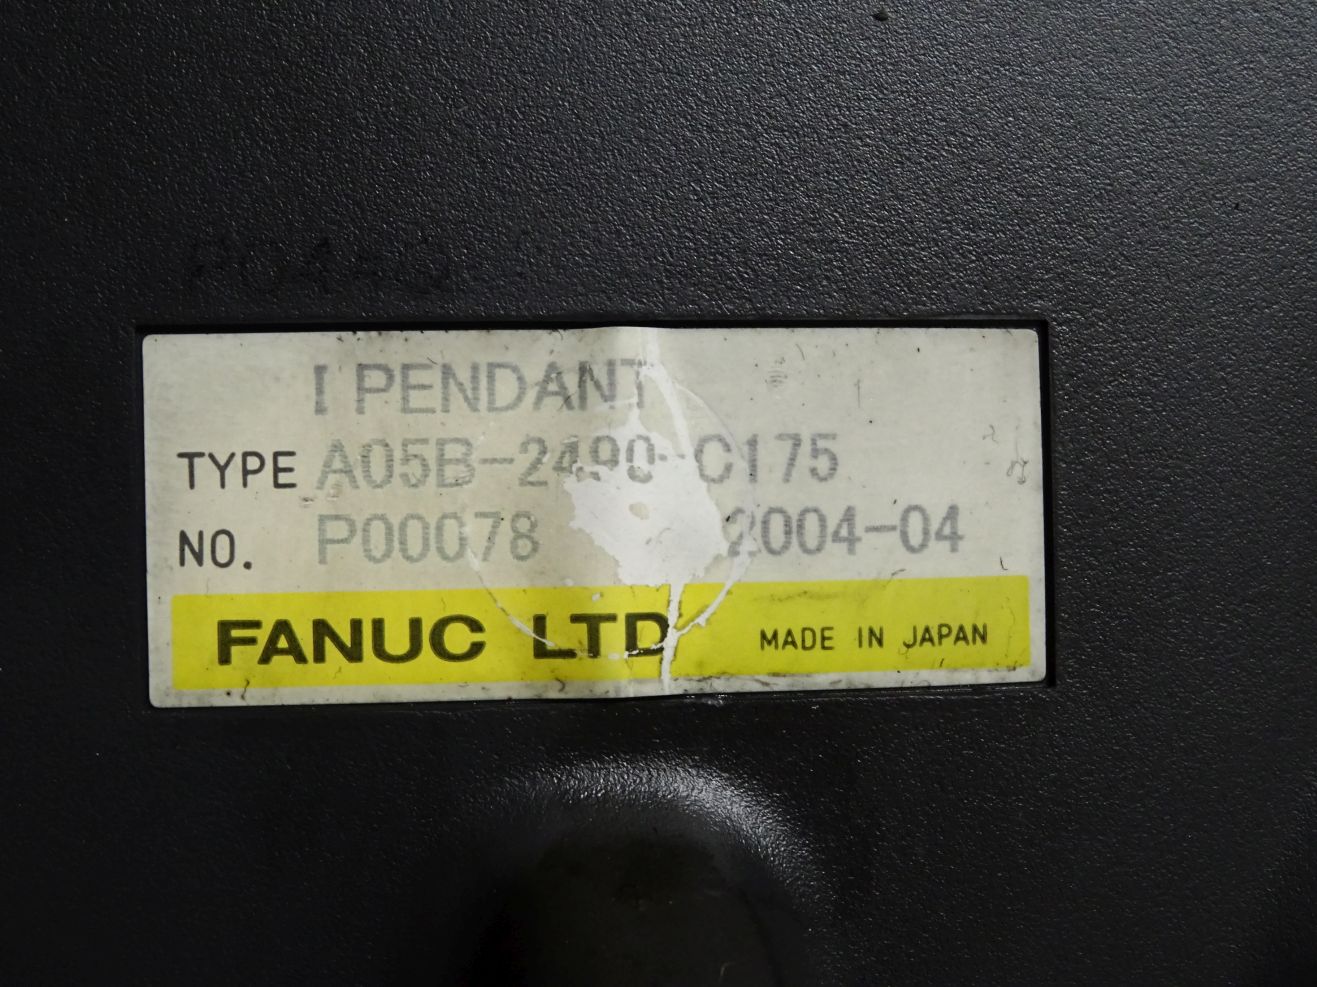 I PENDANT
TYPE A05B-2490-C175
NO. P00078 2004-04
FANUC LTD MADE IN JAPAN